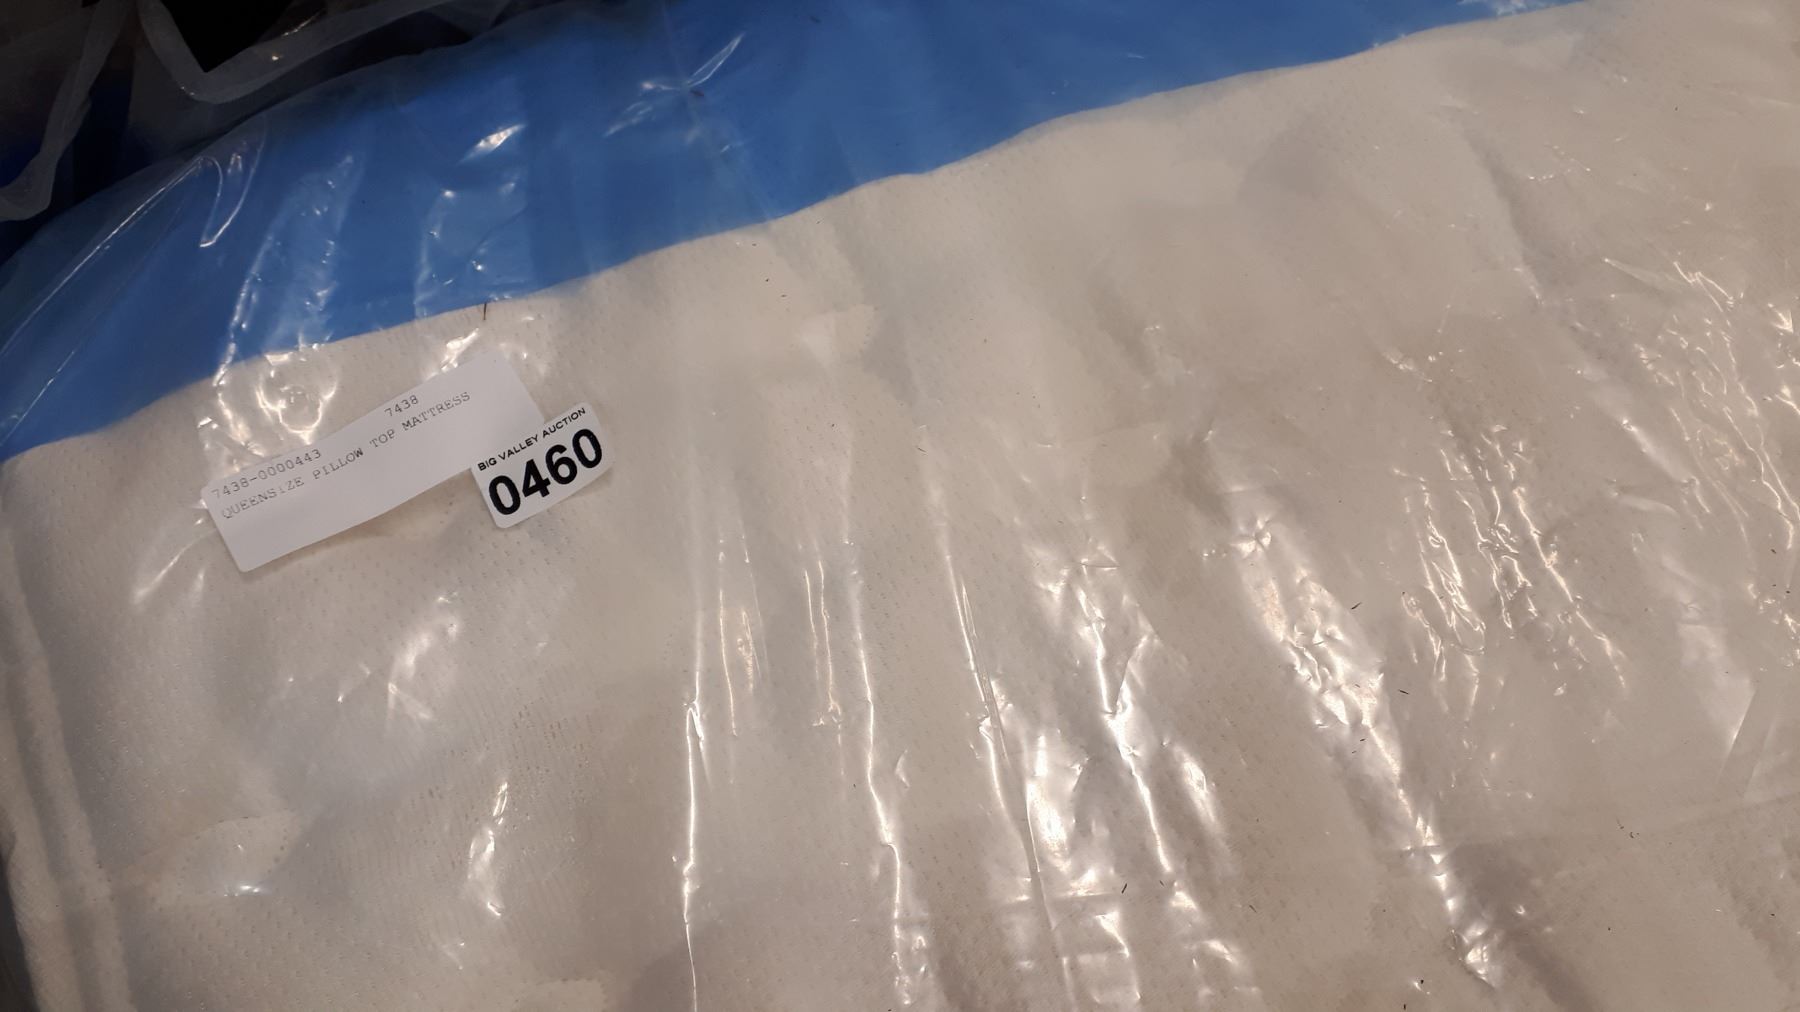 7438
7438-0000443
QUEENSIZE PILLOW TOP MATTRESS
BIG VALLEY AUCTION
0460